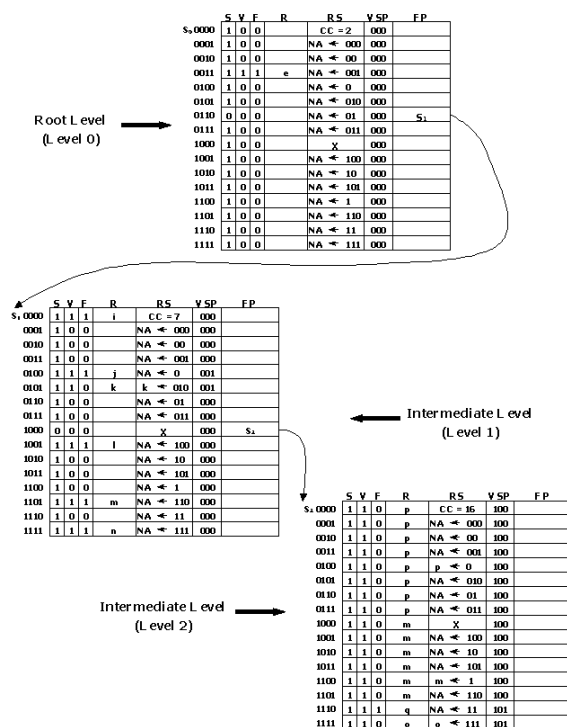 S V F R RS V SP FP
S₀ 0000 1 0 0 CC = 2 000
0001 1 0 0 NA ← 000 000
0010 1 0 0 NA ← 00 000
0011 1 1 1 e NA ← 001 000
0100 1 0 0 NA ← 0 000
0101 1 0 0 NA ← 010 000
0110 0 0 0 NA ← 01 000 S₁
0111 1 0 0 NA ← 011 000
1000 1 0 0 X 000
1001 1 0 0 NA ← 100 000
1010 1 0 0 NA ← 10 000
1011 1 0 0 NA ← 101 000
1100 1 0 0 NA ← 1 000
1101 1 0 0 NA ← 110 000
1110 1 0 0 NA ← 11 000
1111 1 0 0 NA ← 111 000
Root Level
(Level 0)
S V F R RS V SP FP
S₁ 0000 1 1 1 i CC = 7 000
0001 1 0 0 NA ← 000 000
0010 1 0 0 NA ← 00 000
0011 1 0 0 NA ← 001 000
0100 1 1 1 j NA ← 0 001
0101 1 1 0 k k ← 010 001
0110 1 0 0 NA ← 01 000
0111 1 0 0 NA ← 011 000
1000 0 0 0 X 000 S₂
1001 1 1 1 l NA ← 100 000
1010 1 0 0 NA ← 10 000
1011 1 0 0 NA ← 101 000
1100 1 0 0 NA ← 1 000
1101 1 1 1 m NA ← 110 000
1110 1 0 0 NA ← 11 000
1111 1 1 1 n NA ← 111 000
Intermediate Level
(Level 1)
S V F R RS V SP FP
S₂ 0000 1 1 0 p CC = 16 100
0001 1 1 0 p NA ← 000 100
0010 1 1 0 p NA ← 00 100
0011 1 1 0 p NA ← 001 100
0100 1 1 0 p p ← 0 100
0101 1 1 0 p NA ← 010 100
0110 1 1 0 p NA ← 01 100
0111 1 1 0 p NA ← 011 100
1000 1 1 0 m X 100
1001 1 1 0 m NA ← 100 100
1010 1 1 0 m NA ← 10 100
1011 1 1 0 m NA ← 101 100
1100 1 1 0 m m ← 1 100
1101 1 1 0 m NA ← 110 100
1110 1 1 1 q NA ← 11 101
1111 1 1 0 o o ← 111 101
Intermediate Level
(Level 2)